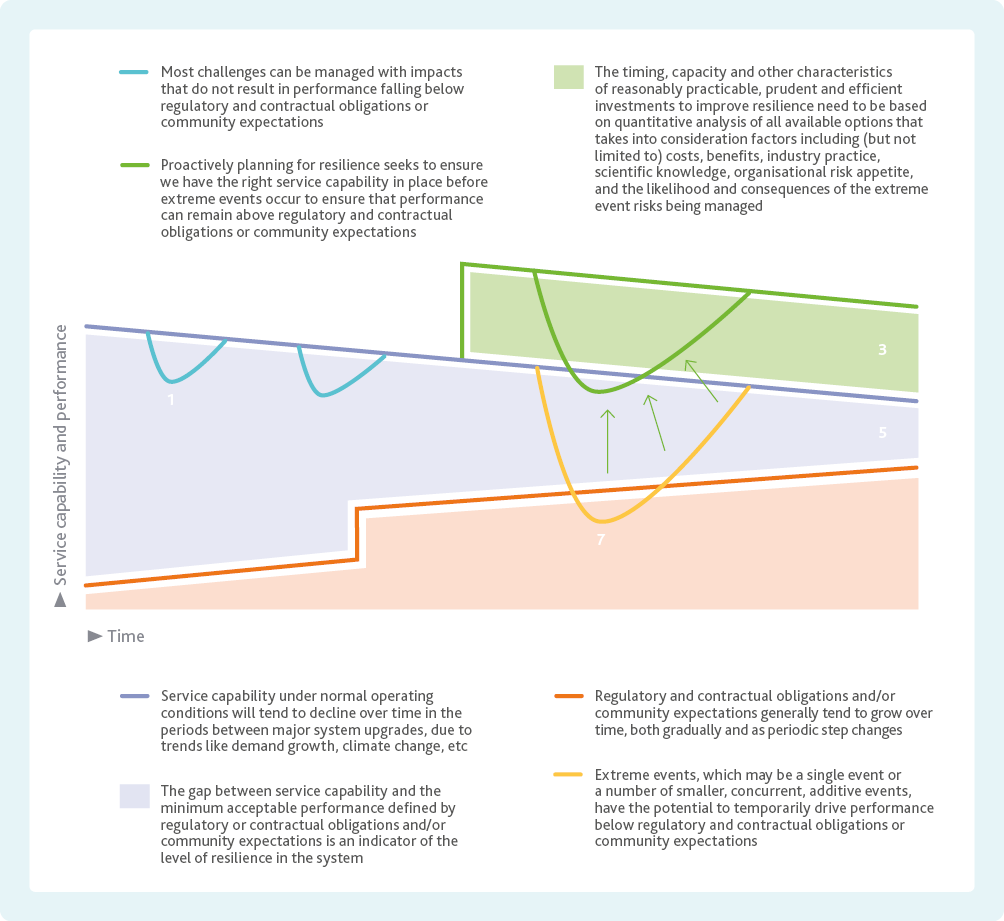 Most challenges can be managed with impacts
that do not result in performance falling below
regulatory and contractual obligations or
community expectations
Proactively planning for resilience seeks to ensure
we have the right service capability in place before
extreme events occur to ensure that performance
can remain above regulatory and contractual
obligations or community expectations
The timing, capacity and other characteristics
of reasonably practicable, prudent and efficient
investments to improve resilience need to be based
on quantitative analysis of all available options that
takes into consideration factors including (but not
limited to) costs, benefits, industry practice,
scientific knowledge, organisational risk appetite,
and the likelihood and consequences of the extreme
event risks being managed
Service capability and performance
1
3
5
7
Time
Service capability under normal operating
conditions will tend to decline over time in the
periods between major system upgrades, due to
trends like demand growth, climate change, etc
The gap between service capability and the
minimum acceptable performance defined by
regulatory or contractual obligations and/or
community expectations is an indicator of the
level of resilience in the system
Regulatory and contractual obligations and/or
community expectations generally tend to grow over
time, both gradually and as periodic step changes
Extreme events, which may be a single event or
a number of smaller, concurrent, additive events,
have the potential to temporarily drive performance
below regulatory and contractual obligations or
community expectations